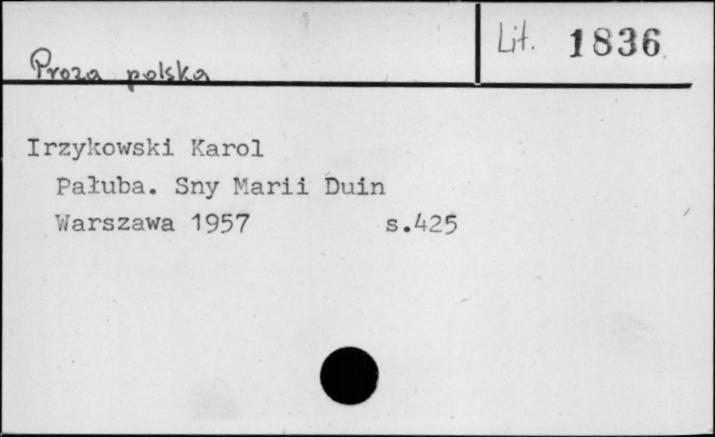 Proza polska
Lit. 1836
Irzykowski Karol
Pałuba. Sny Marii Duin
Warszawa 1957 s.425